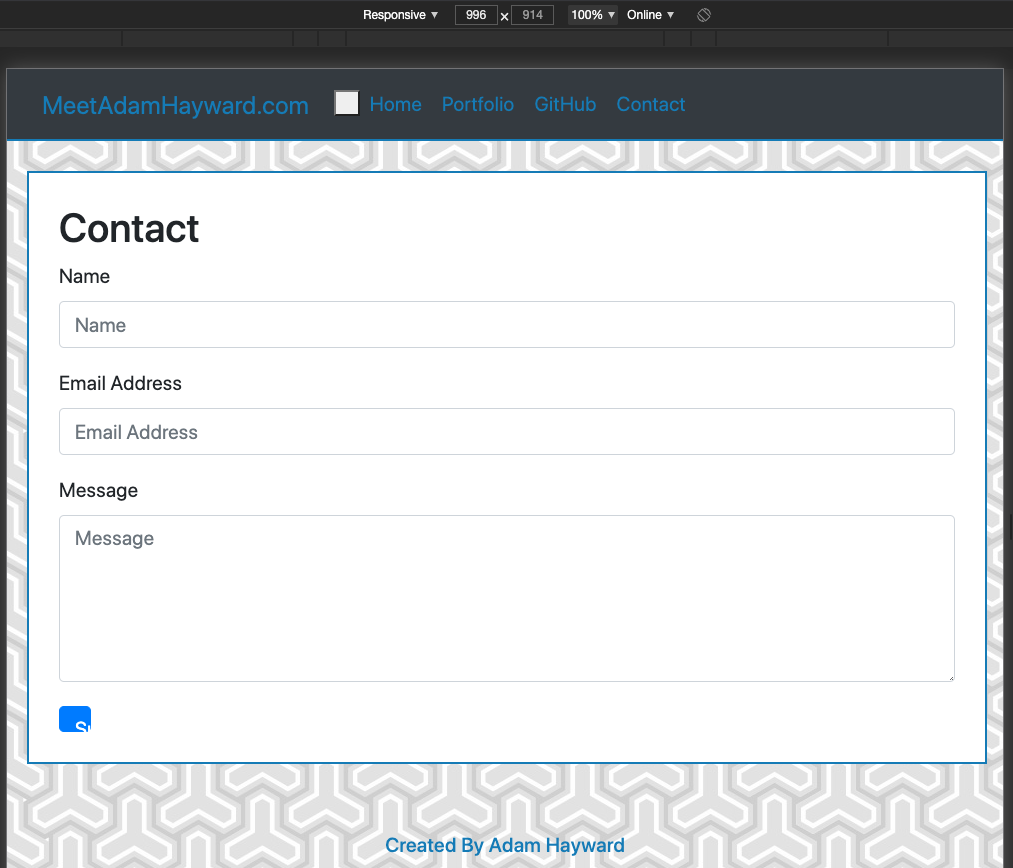 Responsive ▼ 996 x 914 100% ▼ Online ▼
MeetAdamHayward.com Home Portfolio GitHub Contact
Contact
Name
Name
Email Address
Email Address
Message
Message
Created By Adam Hayward